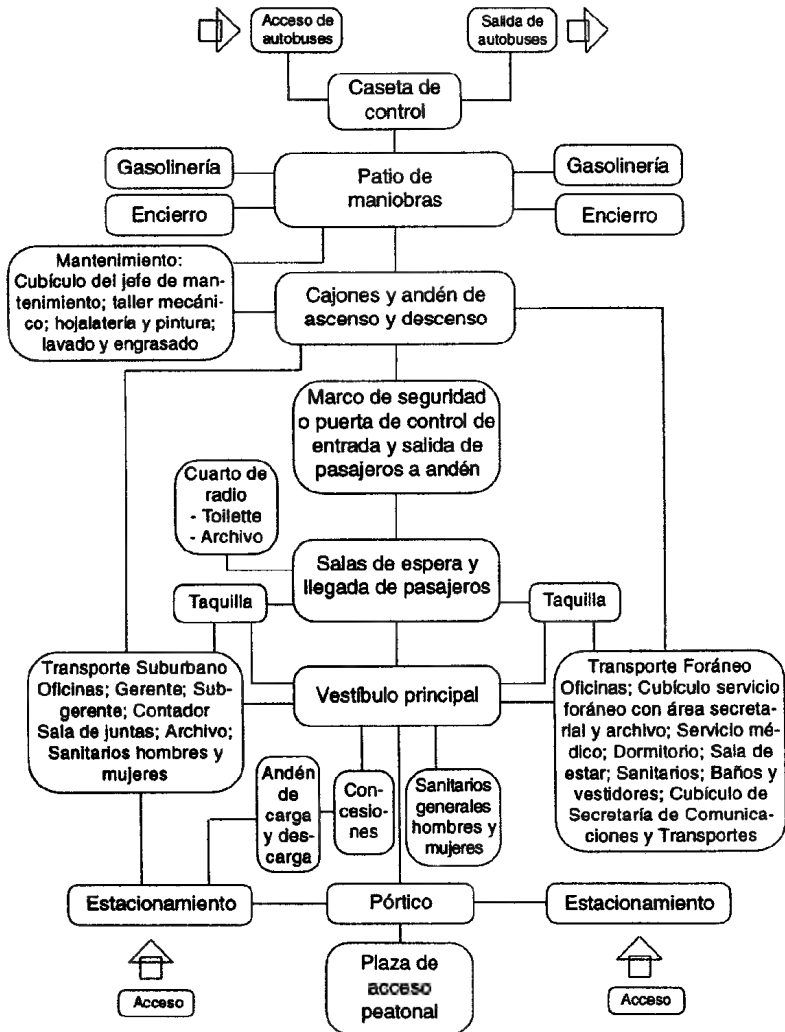 Acceso de
autobuses
Salida de
autobuses
Caseta de
control
Gasolinería
Patio de
maniobras
Gasolinería
Encierro
Encierro
Mantenimiento:
Cubículo del jefe de man-
tenimiento; taller mecáni-
co; hojalatería y pintura;
lavado y engrasado
Cajones y andén de
ascenso y descenso
Marco de seguridad
o puerta de control de
entrada y salida de
pasajeros a andén
Cuarto de
radio
- Toilette
- Archivo
Salas de espera y
llegada de pasajeros
Taquilla
Taquilla
Transporte Suburbano
Oficinas; Gerente; Sub-
gerente; Contador
Sala de juntas; Archivo;
Sanitarios hombres y
mujeres
Vestíbulo principal
Transporte Foráneo
Oficinas; Cubículo servicio
foráneo con área secreta-
rial y archivo; Servicio mé-
dico; Dormitorio; Sala de
estar; Sanitarios; Baños y
vestidores; Cubículo de
Secretaría de Comunica-
ciones y Transportes
Andén
de
carga
y des-
carga
Con-
cesio-
nes
Sanitarios
generales
hombres y
mujeres
Estacionamiento
Pórtico
Estacionamiento
Plaza de
acceso
peatonal
Acceso
Acceso